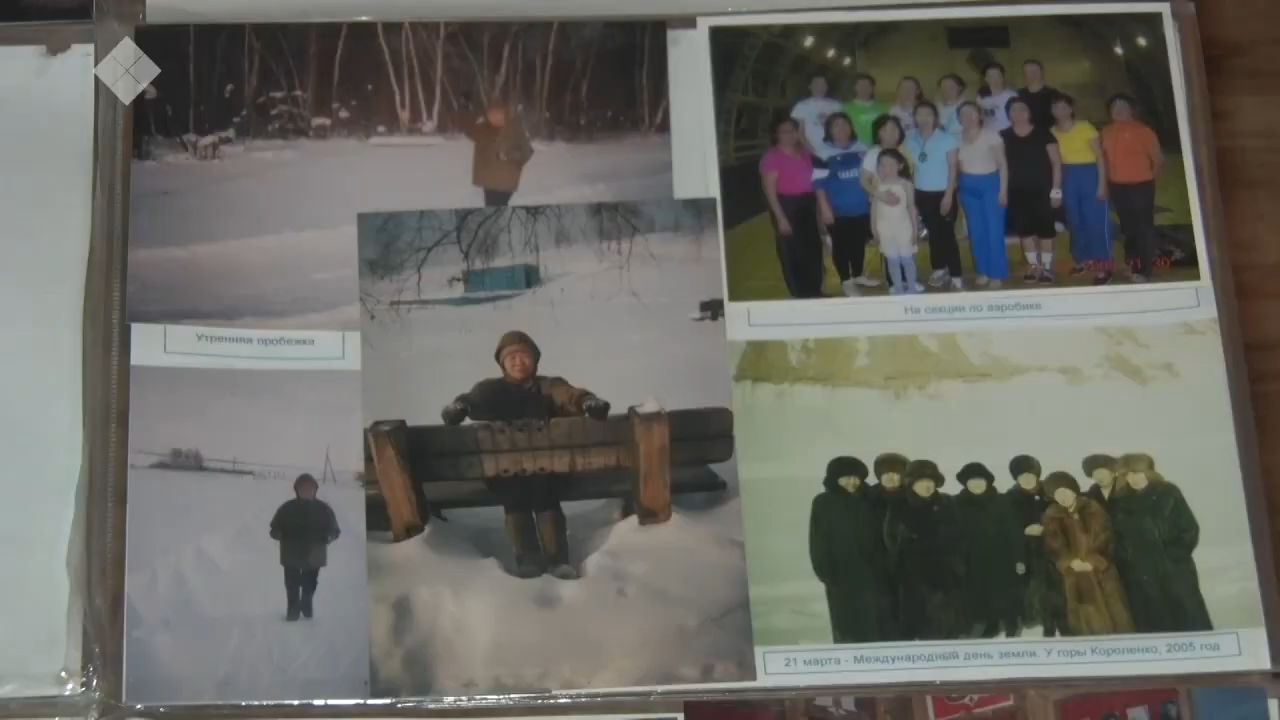 На секции по аэробике
Утренняя пробежка
21 марта - Международный день земли. У горы Короленко, 2005 год